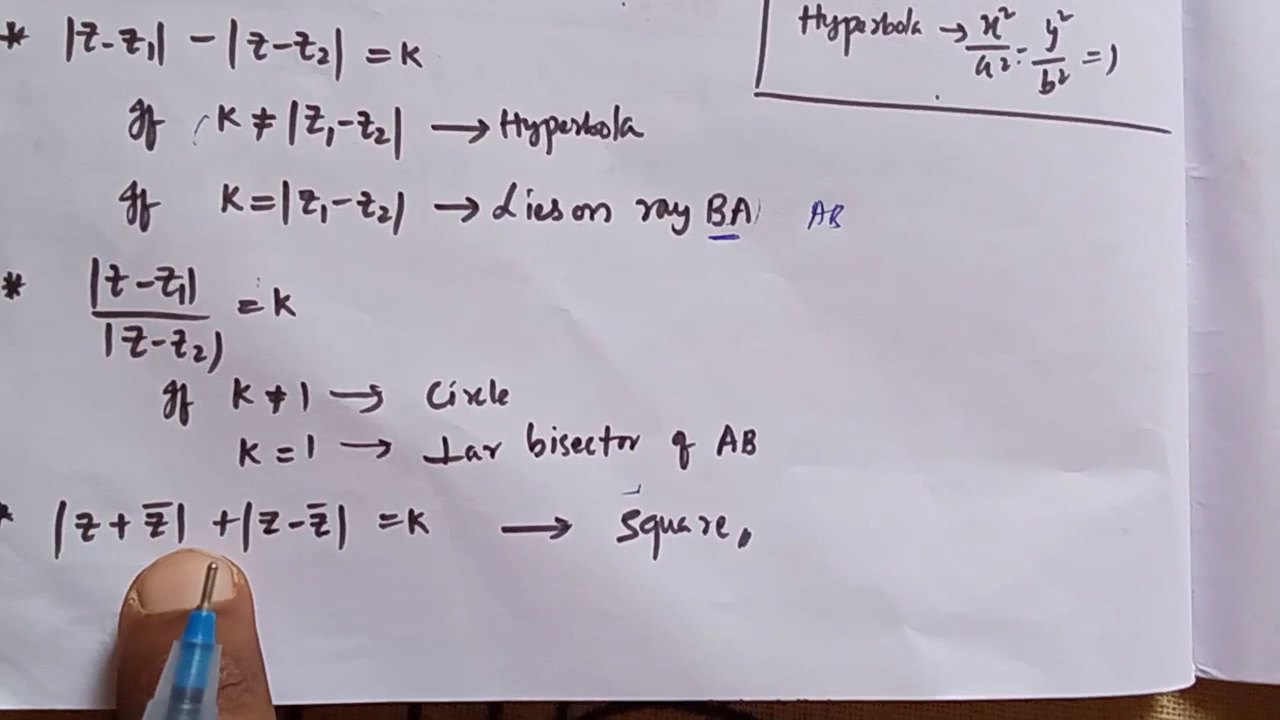 Hyperbola → x²/a² - y²/b² = 1
* |z-z₁| - |z-z₂| = K
If K ≠ |z₁-z₂| → Hyperbola
If K = |z₁-z₂| → Lies on ray BA AB
* |z-z₁| / |z-z₂| = K
If K ≠ 1 → Circle
K = 1 → ⊥ar bisector of AB
* |z + z̅| + |z - z̅| = K → Square.